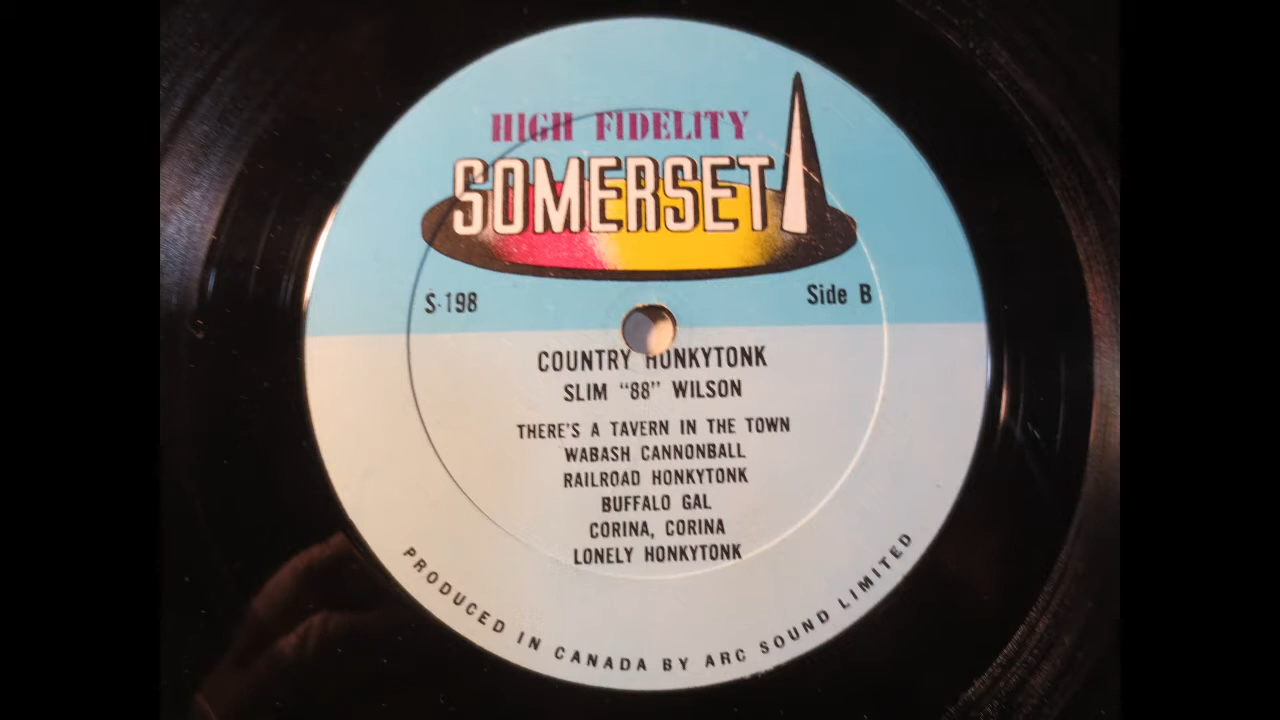 HIGH FIDELITY
SOMERSET
S-198
Side B
COUNTRY HONKYTONK
SLIM “88” WILSON
THERE'S A TAVERN IN THE TOWN
WABASH CANNONBALL
RAILROAD HONKYTONK
BUFFALO GAL
CORINA, CORINA
LONELY HONKYTONK
PRODUCED IN CANADA BY ARC SOUND LIMITED